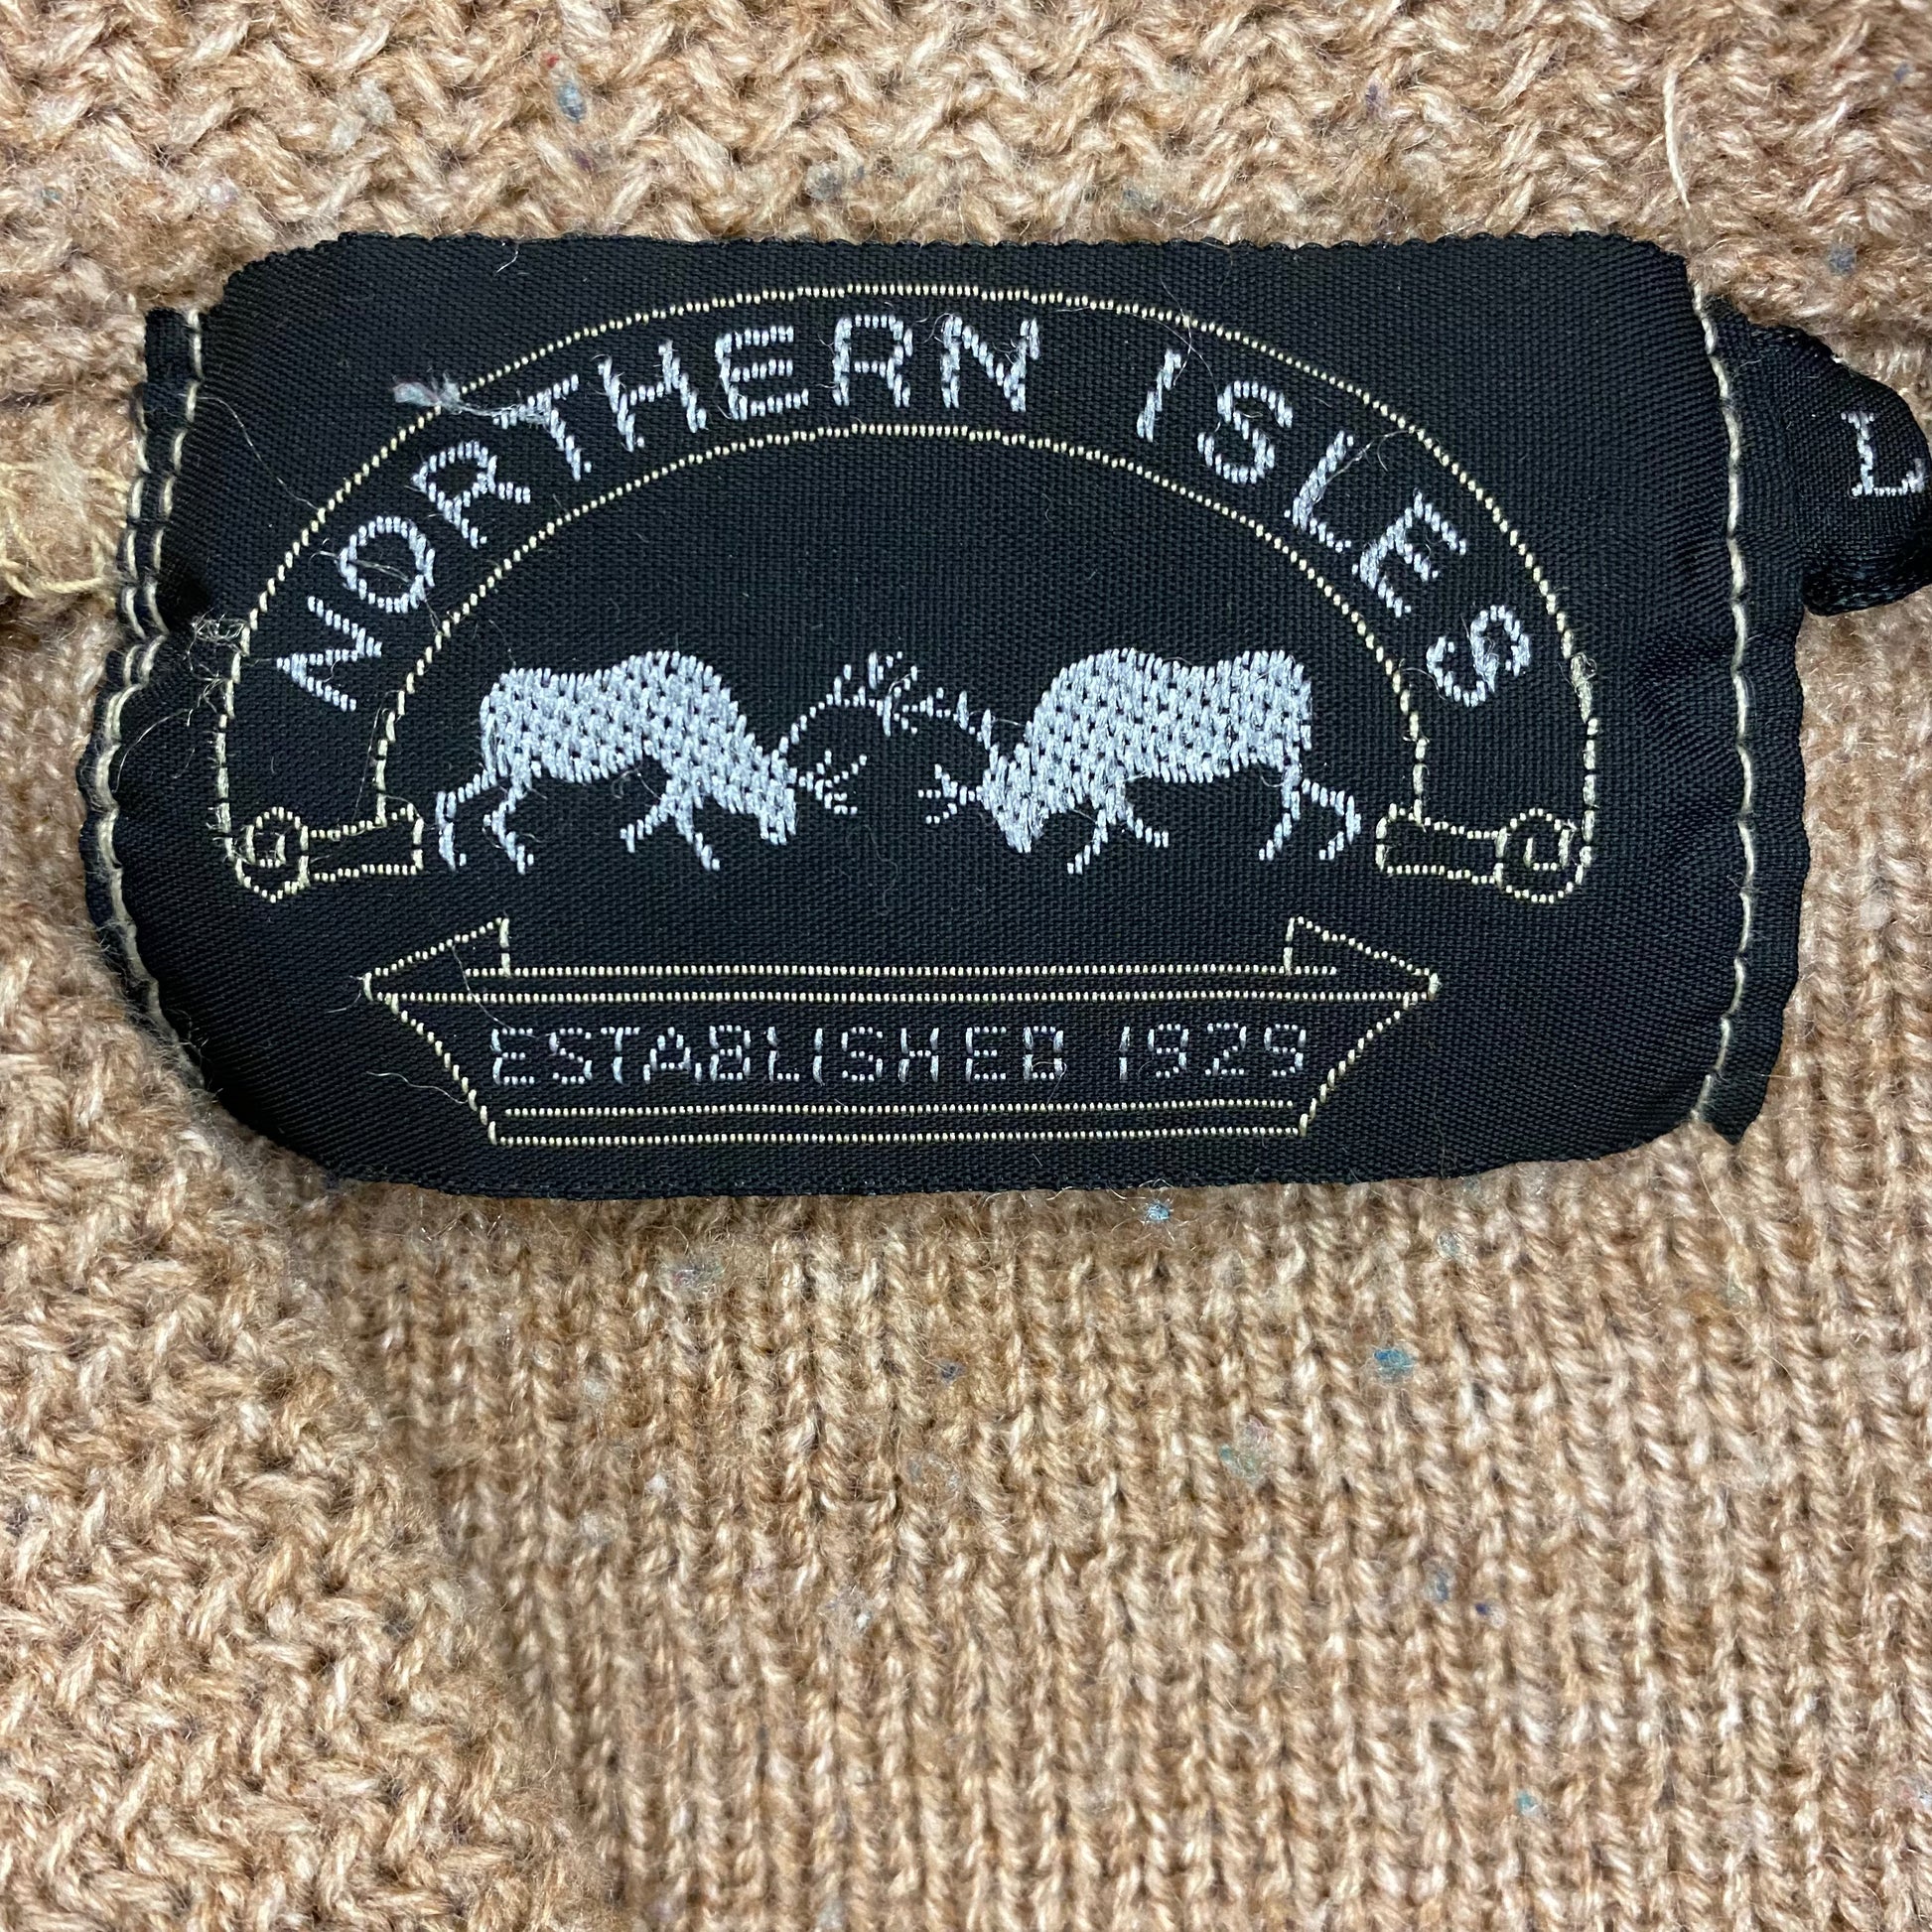 NORTHERN ISLES
L
ESTABLISHED 1929